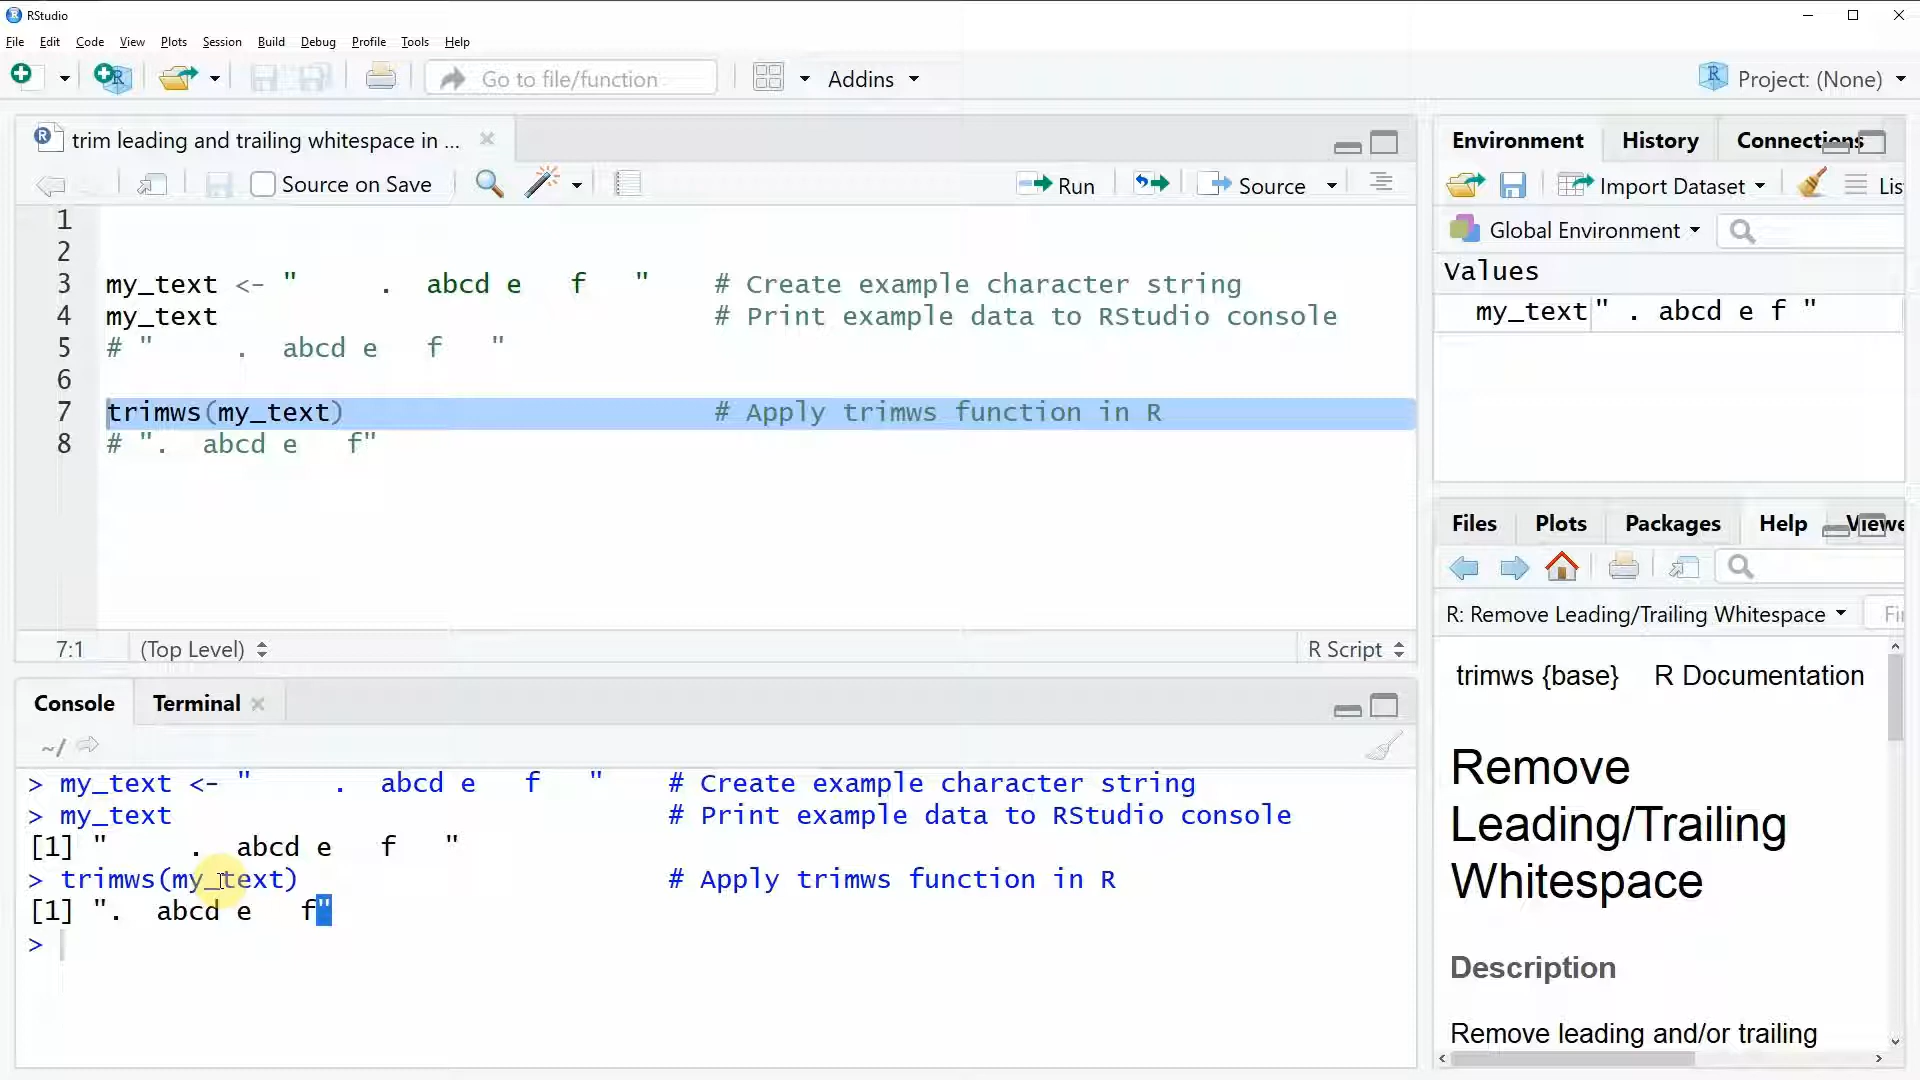 RStudio
File Edit Code View Plots Session Build Debug Profile Tools Help
Go to file/function Addins Project: (None)
trim leading and trailing whitespace in ...
Source on Save Run Source
1
2
3 my_text <- "     .  abcd e   f   "    # Create example character string
4 my_text                               # Print example data to RStudio console
5 # "     .  abcd e   f   "
6
7 trimws(my_text)                       # Apply trimws function in R
8 # ".  abcd e   f"
7:1 (Top Level) R Script
Console Terminal
~/
> my_text <- "     .  abcd e   f   "    # Create example character string
> my_text                               # Print example data to RStudio console
[1] "     .  abcd e   f   "
> trimws(my_text)                       # Apply trimws function in R
[1] ".  abcd e   f"
>
Environment History Connections
Import Dataset Lis
Global Environment
Values
my_text " . abcd e f "
Files Plots Packages Help Viewe
R: Remove Leading/Trailing Whitespace Fi
trimws {base} R Documentation
Remove
Leading/Trailing
Whitespace
Description
Remove leading and/or trailing